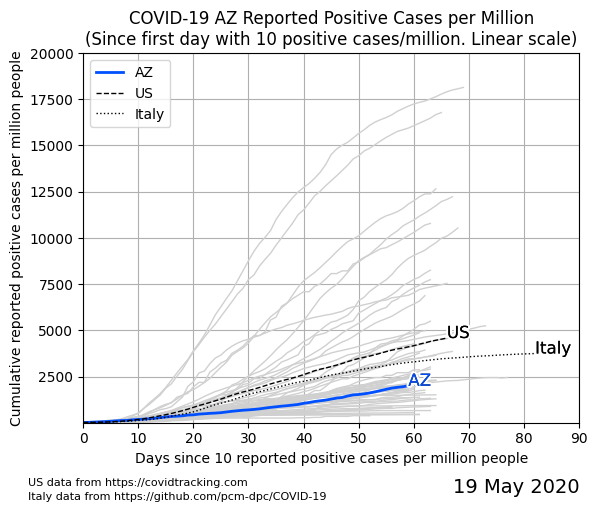 COVID-19 AZ Reported Positive Cases per Million
(Since first day with 10 positive cases/million. Linear scale)
Cumulative reported positive cases per million people
20000
17500
15000
12500
10000
7500
5000
2500
AZ
US
Italy
US
Italy
AZ
0 10 20 30 40 50 60 70 80 90
Days since 10 reported positive cases per million people
US data from https://covidtracking.com
Italy data from https://github.com/pcm-dpc/COVID-19
19 May 2020